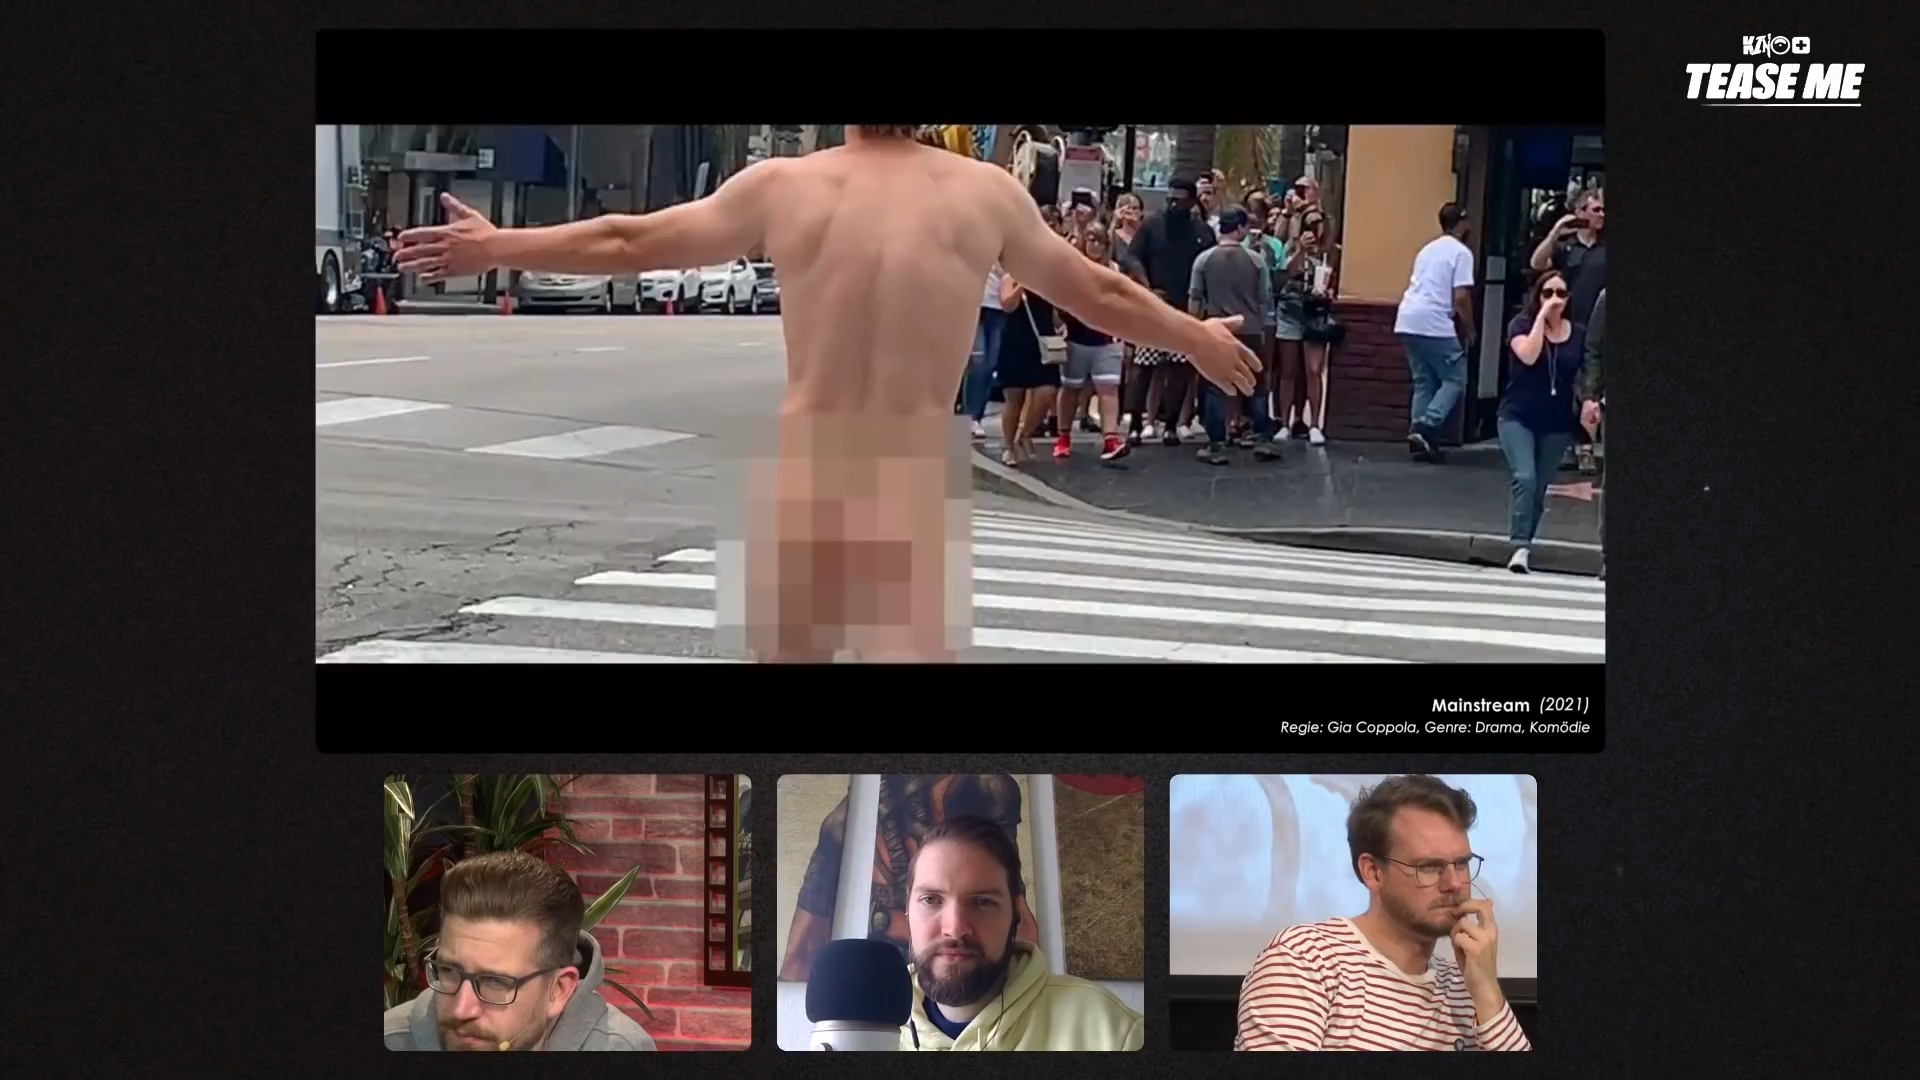 KINO+
TEASE ME
Mainstream (2021)
Regie: Gia Coppola, Genre: Drama, Komödie